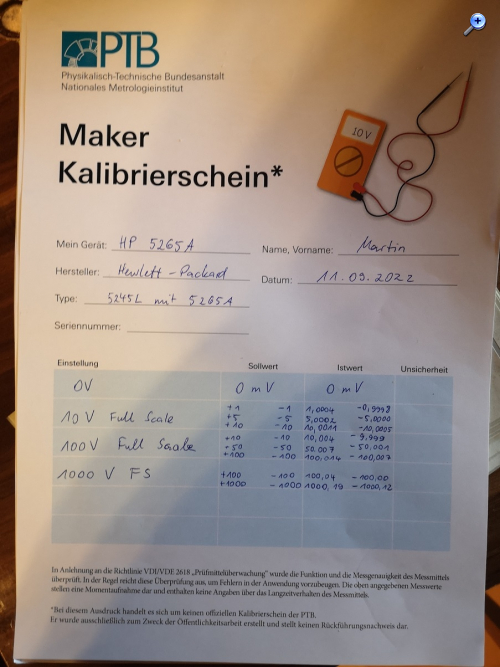 PTB
Physikalisch-Technische Bundesanstalt
Nationales Metrologieinstitut
10 V
Maker
Kalibrierschein*
Mein Gerät: HP 5265A Name, Vorname: Martin
Hersteller: Hewlett-Packard Datum: 11.09.2022
Type: 5245L mit 5265A
Seriennummer:
Einstellung Sollwert Istwert Unsicherheit
0V 0 mV 0 mV
+1 -1 1,0004 -0,9998
10 V Full Scale +5 -5 5,0002 -5,0000
+10 -10 10,0011 -10,0005
+10 -10 10,004 -9,999
100V Full Scale +50 -50 50,007 -50,001
+100 -100 100,014 -100,007
1000 V FS +100 -100 100,04 -100,00
+1000 -1000 1000,19 -1000,12
In Anlehnung an die Richtlinie VDI/VDE 2618 „Prüfmittelüberwachung" wurde die Funktion und die Messgenauigkeit des Messmittels
überprüft. In der Regel reicht diese Überprüfung aus, um Fehlern in der Anwendung vorzubeugen. Die oben angegebenen Messwerte
stellen eine Momentaufnahme dar und enthalten keine Angaben über das Langzeitverhalten des Messmittels.
*Bei diesem Ausdruck handelt es sich um keinen offiziellen Kalibrierschein der PTB.
Er wurde ausschließlich zum Zweck der Öffentlichkeitsarbeit erstellt und stellt keinen Rückführungsnachweis dar.